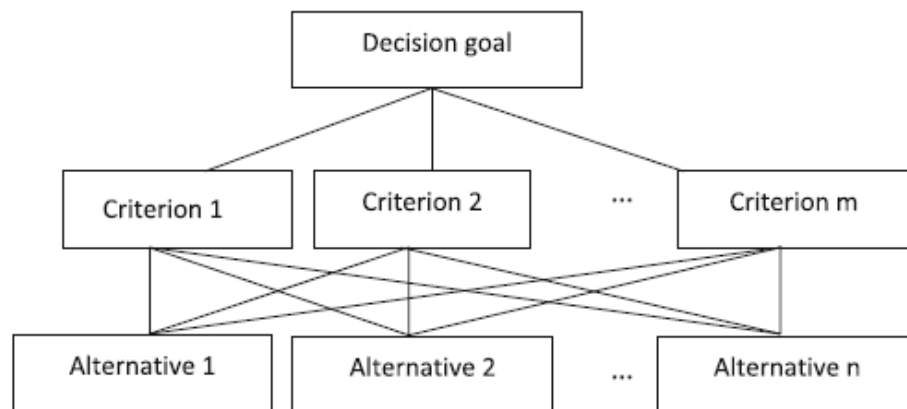 Decision goal
Criterion 1
Criterion 2
...
Criterion m
Alternative 1
Alternative 2
...
Alternative n